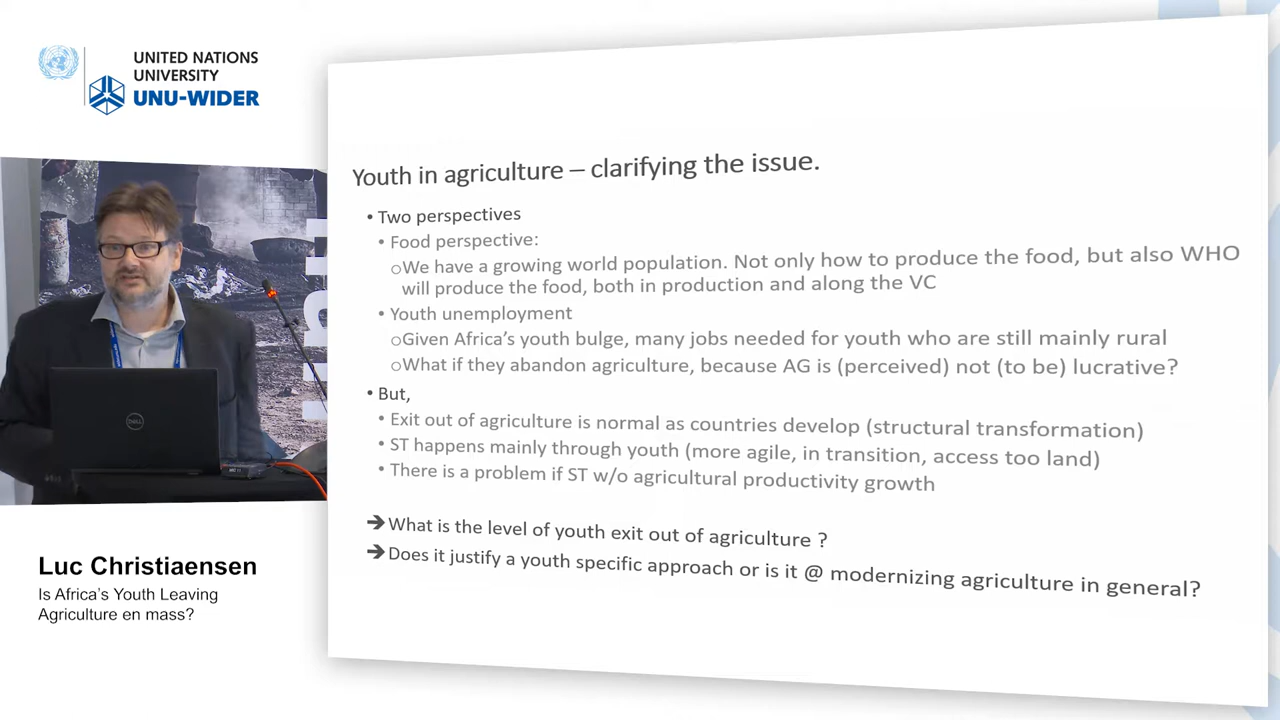 UNITED NATIONS
UNIVERSITY
UNU-WIDER
Youth in agriculture – clarifying the issue.
• Two perspectives
• Food perspective:
oWe have a growing world population. Not only how to produce the food, but also WHO
will produce the food, both in production and along the VC
• Youth unemployment
oGiven Africa's youth bulge, many jobs needed for youth who are still mainly rural
oWhat if they abandon agriculture, because AG is (perceived) not (to be) lucrative?
• But,
• Exit out of agriculture is normal as countries develop (structural transformation)
• ST happens mainly through youth (more agile, in transition, access too land)
• There is a problem if ST w/o agricultural productivity growth
➔ What is the level of youth exit out of agriculture ?
➔ Does it justify a youth specific approach or is it @ modernizing agriculture in general?
DELL
Luc Christiaensen
Is Africa's Youth Leaving
Agriculture en mass?